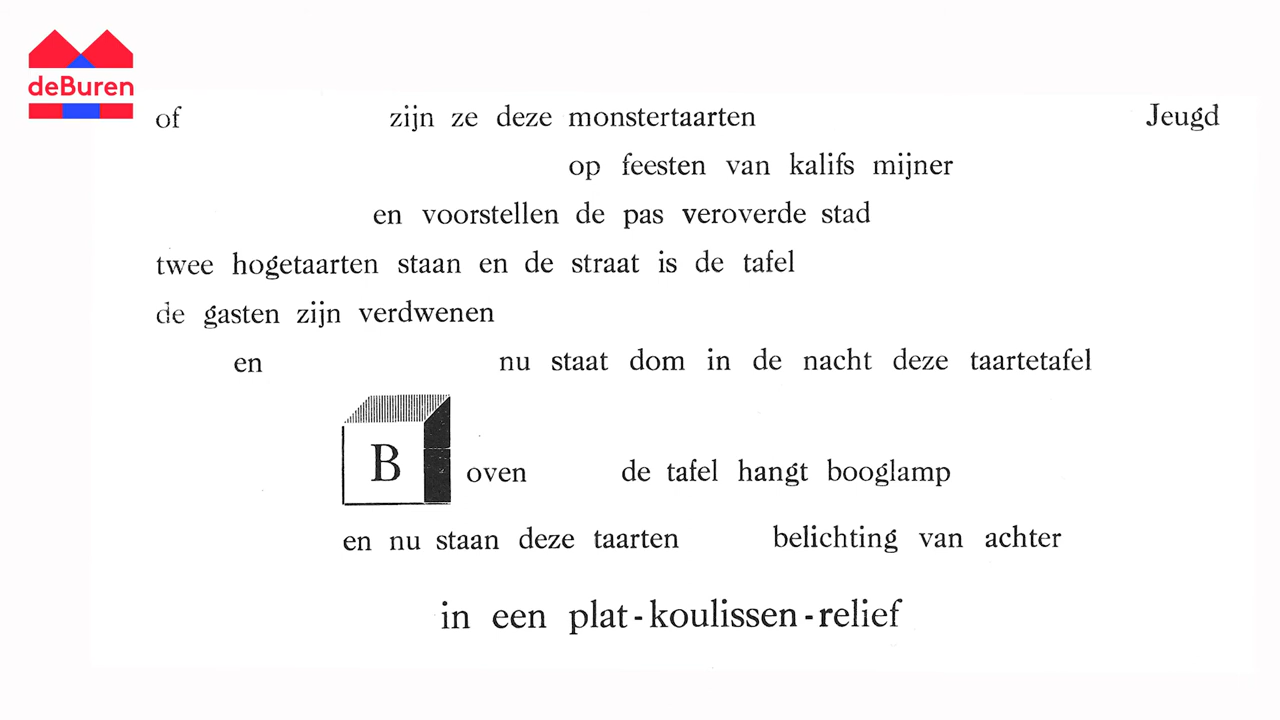 deBuren
of zijn ze deze monstertaarten Jeugd
op feesten van kalifs mijner
en voorstellen de pas veroverde stad
twee hogetaarten staan en de straat is de tafel
de gasten zijn verdwenen
en nu staat dom in de nacht deze taartetafel
B oven de tafel hangt booglamp
en nu staan deze taarten belichting van achter
in een plat-koulissen-relief